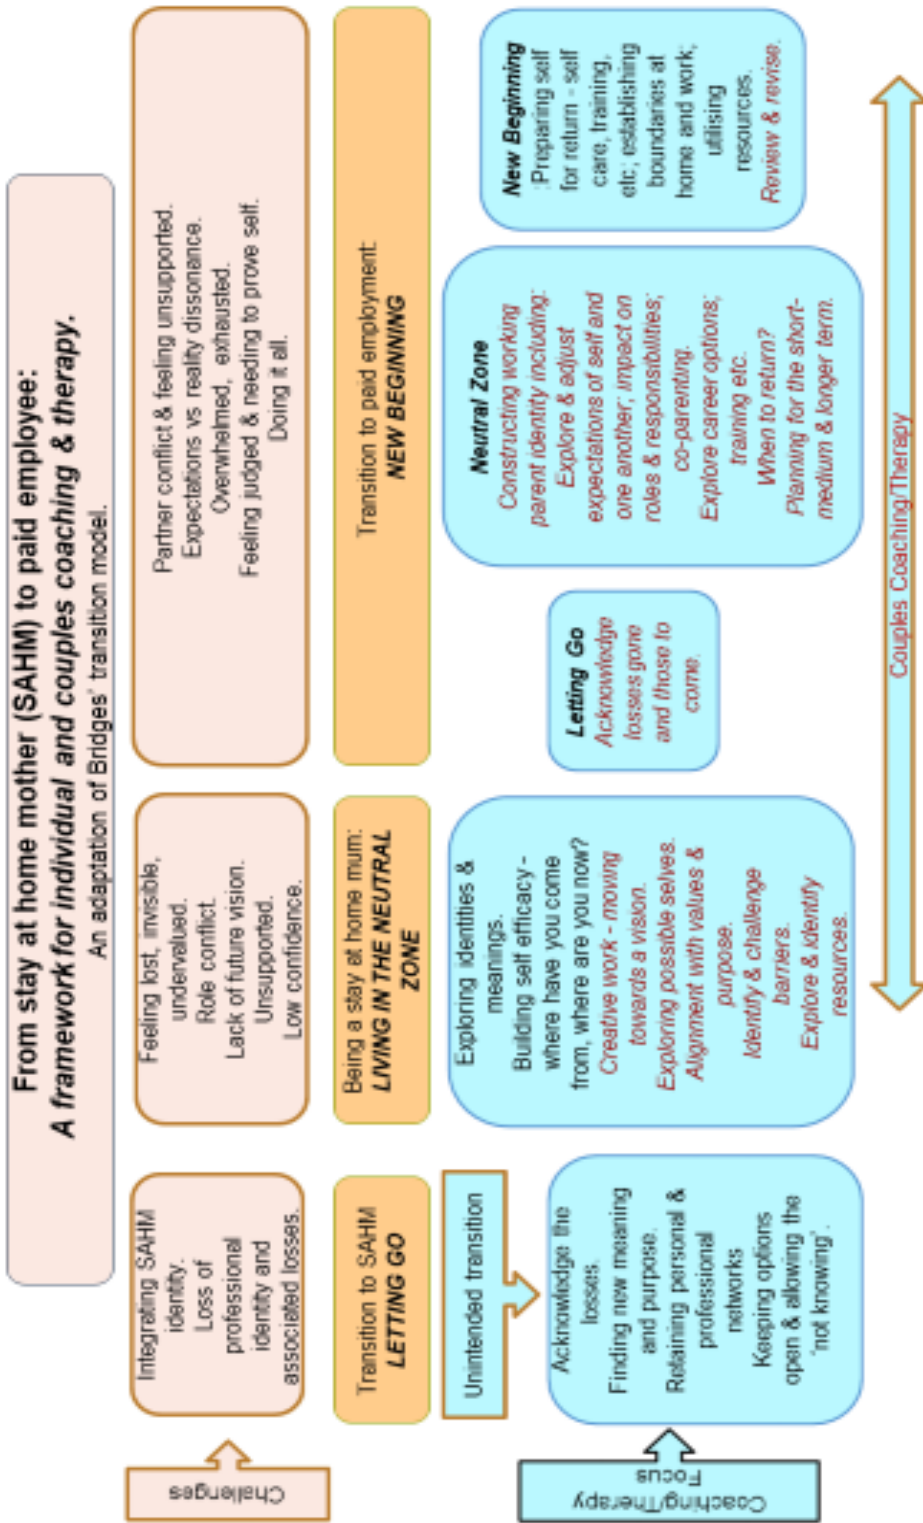 From stay at home mother (SAHM) to paid employee:
A framework for individual and couples coaching & therapy.
An adaptation of Bridges' transition model.
Challenges
Integrating SAHM
identity.
Loss of
professional
identity and
associated losses.
Feeling lost, invisible,
undervalued.
Role conflict.
Lack of future vision.
Unsupported.
Low confidence.
Partner conflict & feeling unsupported.
Expectations vs reality dissonance.
Overwhelmed, exhausted.
Feeling judged & needing to prove self.
Doing it all.
Transition to SAHM
LETTING GO
Being a stay at home mum:
LIVING IN THE NEUTRAL
ZONE
Transition to paid employment:
NEW BEGINNING
Unintended transition
Coaching/Therapy
Focus
Acknowledge the
losses.
Finding new meaning
and purpose.
Retaining personal &
professional
networks
Keeping options
open & allowing the
'not knowing'.
Exploring identities &
meanings.
Building self efficacy -
where have you come
from, where are you now?
Creative work - moving
towards a vision.
Exploring possible selves.
Alignment with values &
purpose.
Identify & challenge
barriers.
Explore & identify
resources.
Letting Go
Acknowledge
losses gone
and those to
come.
Neutral Zone
Constructing working
parent identity including:
Explore & adjust
expectations of self and
one another; impact on
roles & responsibilities;
co-parenting.
Explore career options;
training etc.
When to return?
Planning for the short-
medium & longer term.
New Beginning
:Preparing self
for return - self
care, training,
etc; establishing
boundaries at
home and work;
utilising
resources.
Review & revise.
Couples Coaching/Therapy